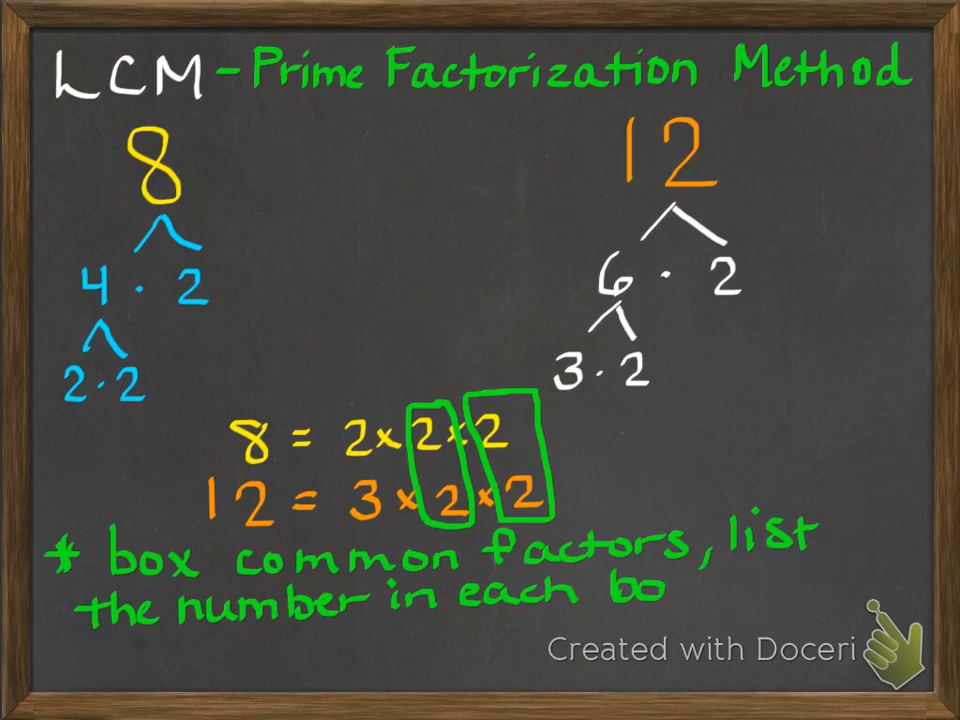 LCM - Prime Factorization Method
8 12
4 · 2 6 · 2
2 · 2 3 · 2
8 = 2 x 2 x 2
12 = 3 x 2 x 2
* box common factors, list
the number in each bo
Created with Doceri